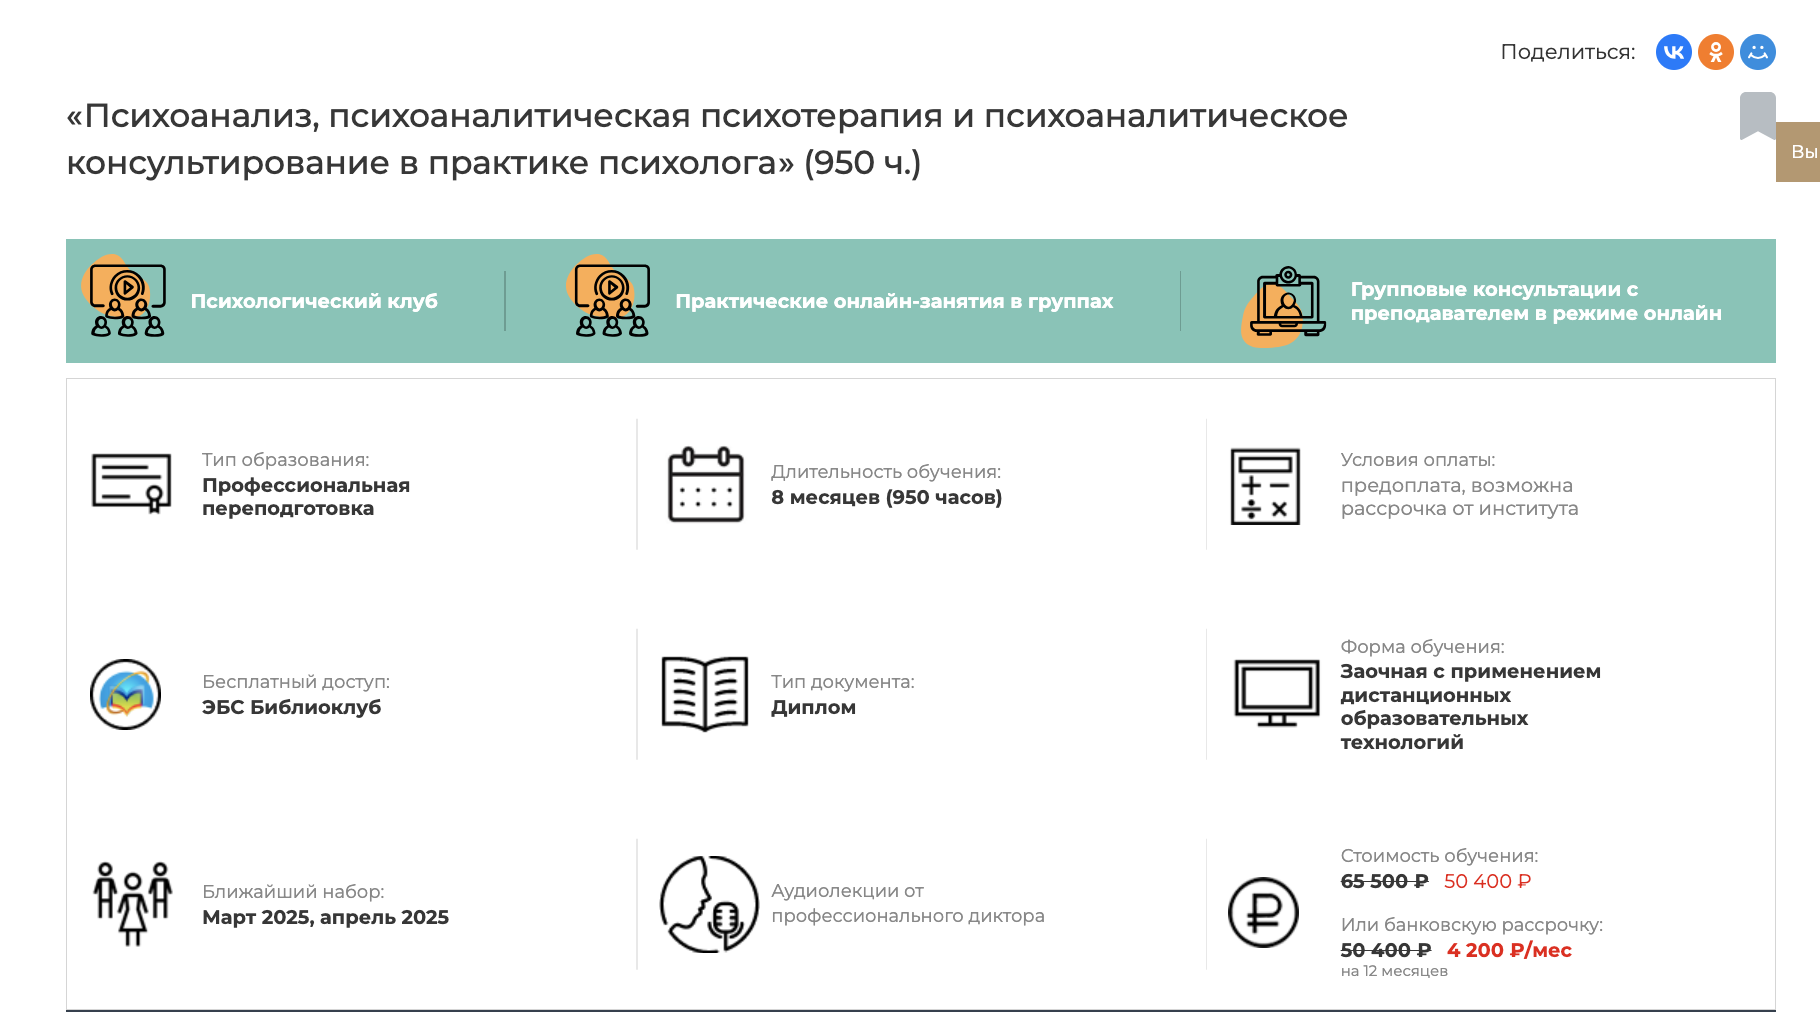 Поделиться:
«Психоанализ, психоаналитическая психотерапия и психоаналитическое
консультирование в практике психолога» (950 ч.)
Вы
Психологический клуб
Практические онлайн-занятия в группах
Групповые консультации с
преподавателем в режиме онлайн
Тип образования:
Профессиональная
переподготовка
Длительность обучения:
8 месяцев (950 часов)
Условия оплаты:
предоплата, возможна
рассрочка от института
Бесплатный доступ:
ЭБС Библиоклуб
Тип документа:
Диплом
Форма обучения:
Заочная с применением
дистанционных
образовательных
технологий
Ближайший набор:
Март 2025, апрель 2025
Аудиолекции от
профессионального диктора
Стоимость обучения:
65 500 ₽ 50 400 ₽
Или банковскую рассрочку:
50 400 ₽ 4 200 ₽/мес
на 12 месяцев